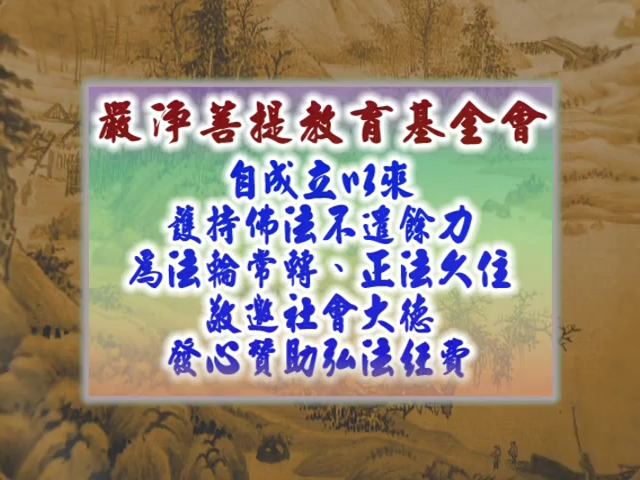 嚴淨菩提教育基金會
自成立以來
護持佛法不遺餘力
為法輪常轉、正法久住
敬邀社會大德
發心贊助弘法經費